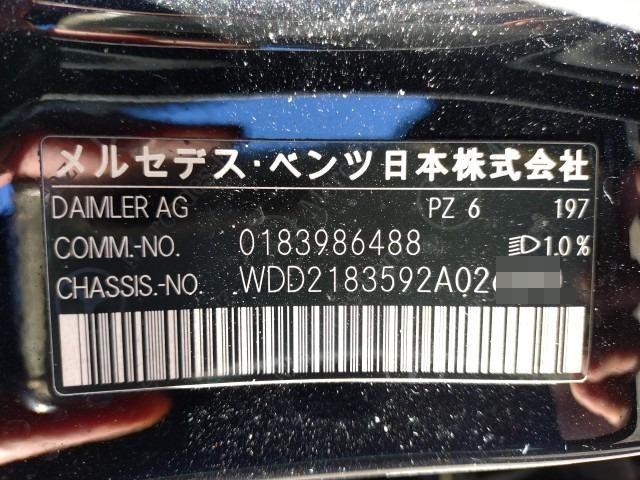 メルセデス・ベンツ日本株式会社
DAIMLER AG PZ 6 197
COMM.-NO. 0183986488 1.0 %
CHASSIS.-NO. WDD2183592A02